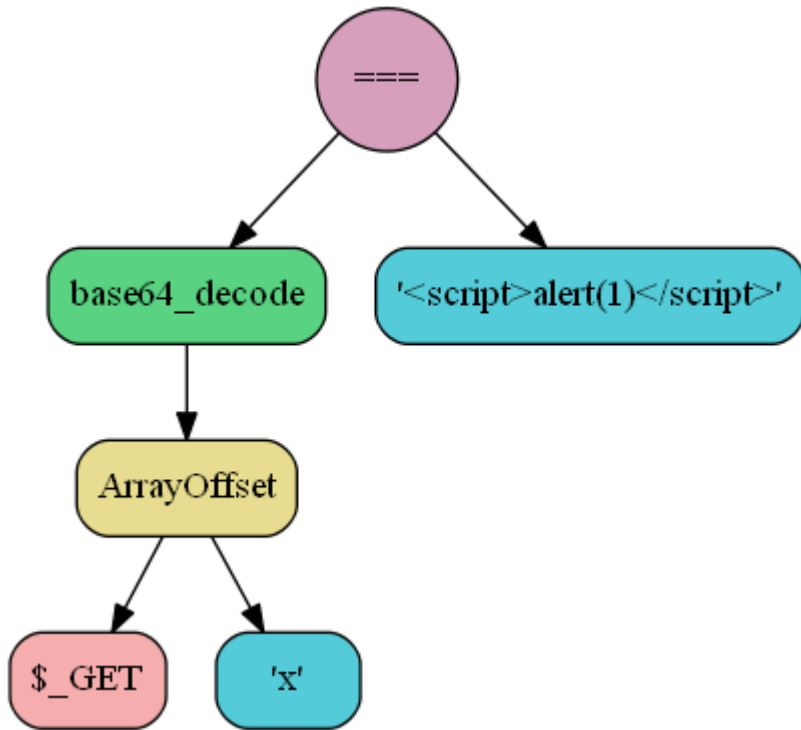 ===
base64_decode
'<script>alert(1)</script>'
ArrayOffset
$_GET
'x'